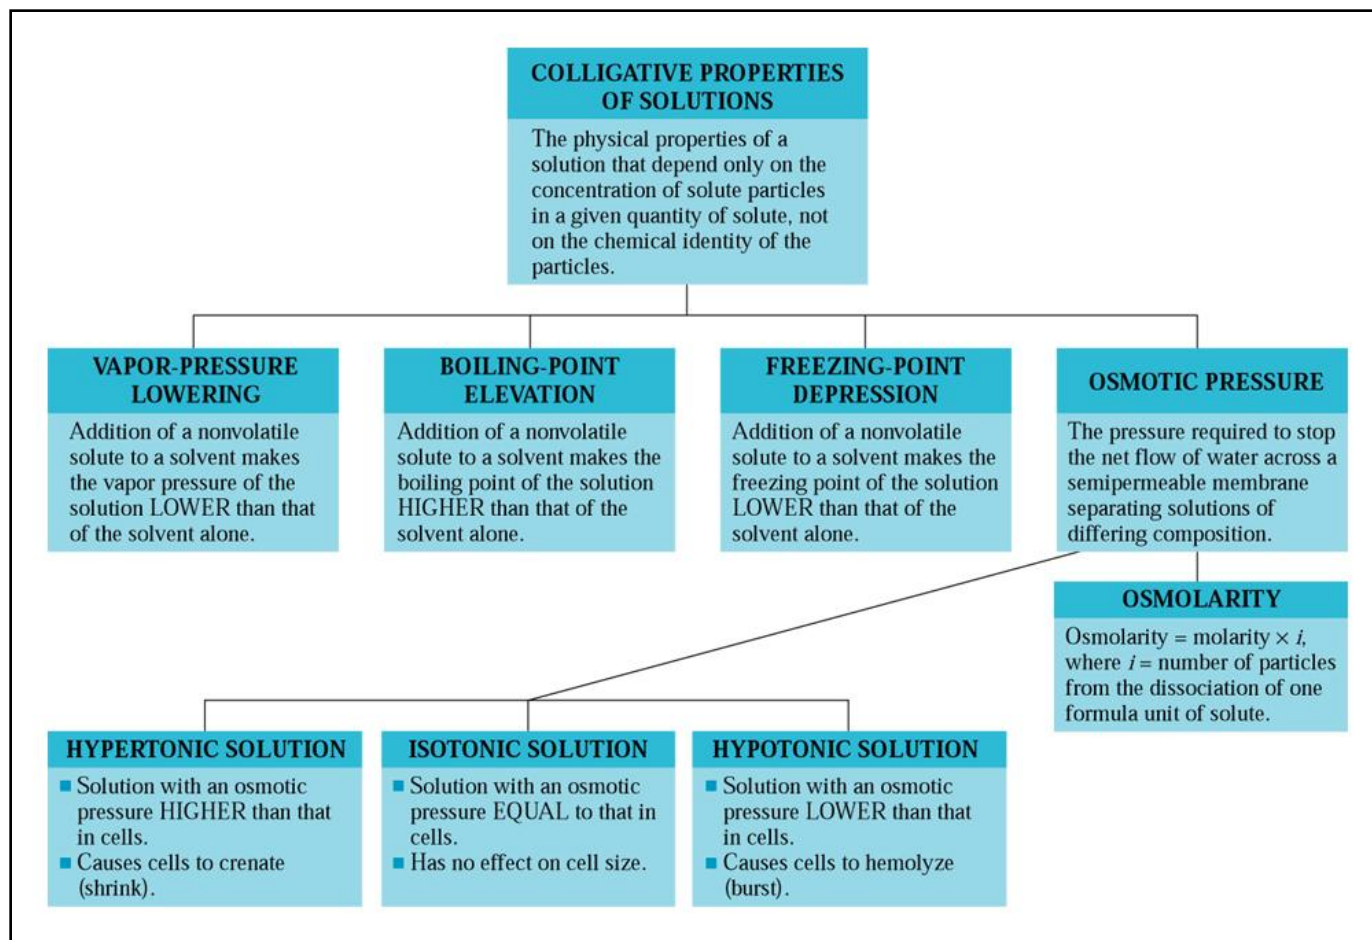 COLLIGATIVE PROPERTIES
OF SOLUTIONS
The physical properties of a
solution that depend only on the
concentration of solute particles
in a given quantity of solute, not
on the chemical identity of the
particles.
VAPOR-PRESSURE
LOWERING
Addition of a nonvolatile
solute to a solvent makes
the vapor pressure of the
solution LOWER than that
of the solvent alone.
BOILING-POINT
ELEVATION
Addition of a nonvolatile
solute to a solvent makes the
boiling point of the solution
HIGHER than that of the
solvent alone.
FREEZING-POINT
DEPRESSION
Addition of a nonvolatile
solute to a solvent makes the
freezing point of the solution
LOWER than that of the
solvent alone.
OSMOTIC PRESSURE
The pressure required to stop
the net flow of water across a
semipermeable membrane
separating solutions of
differing composition.
OSMOLARITY
Osmolarity = molarity × i,
where i = number of particles
from the dissociation of one
formula unit of solute.
HYPERTONIC SOLUTION
■ Solution with an osmotic
pressure HIGHER than that
in cells.
■ Causes cells to crenate
(shrink).
ISOTONIC SOLUTION
■ Solution with an osmotic
pressure EQUAL to that in
cells.
■ Has no effect on cell size.
HYPOTONIC SOLUTION
■ Solution with an osmotic
pressure LOWER than that
in cells.
■ Causes cells to hemolyze
(burst).